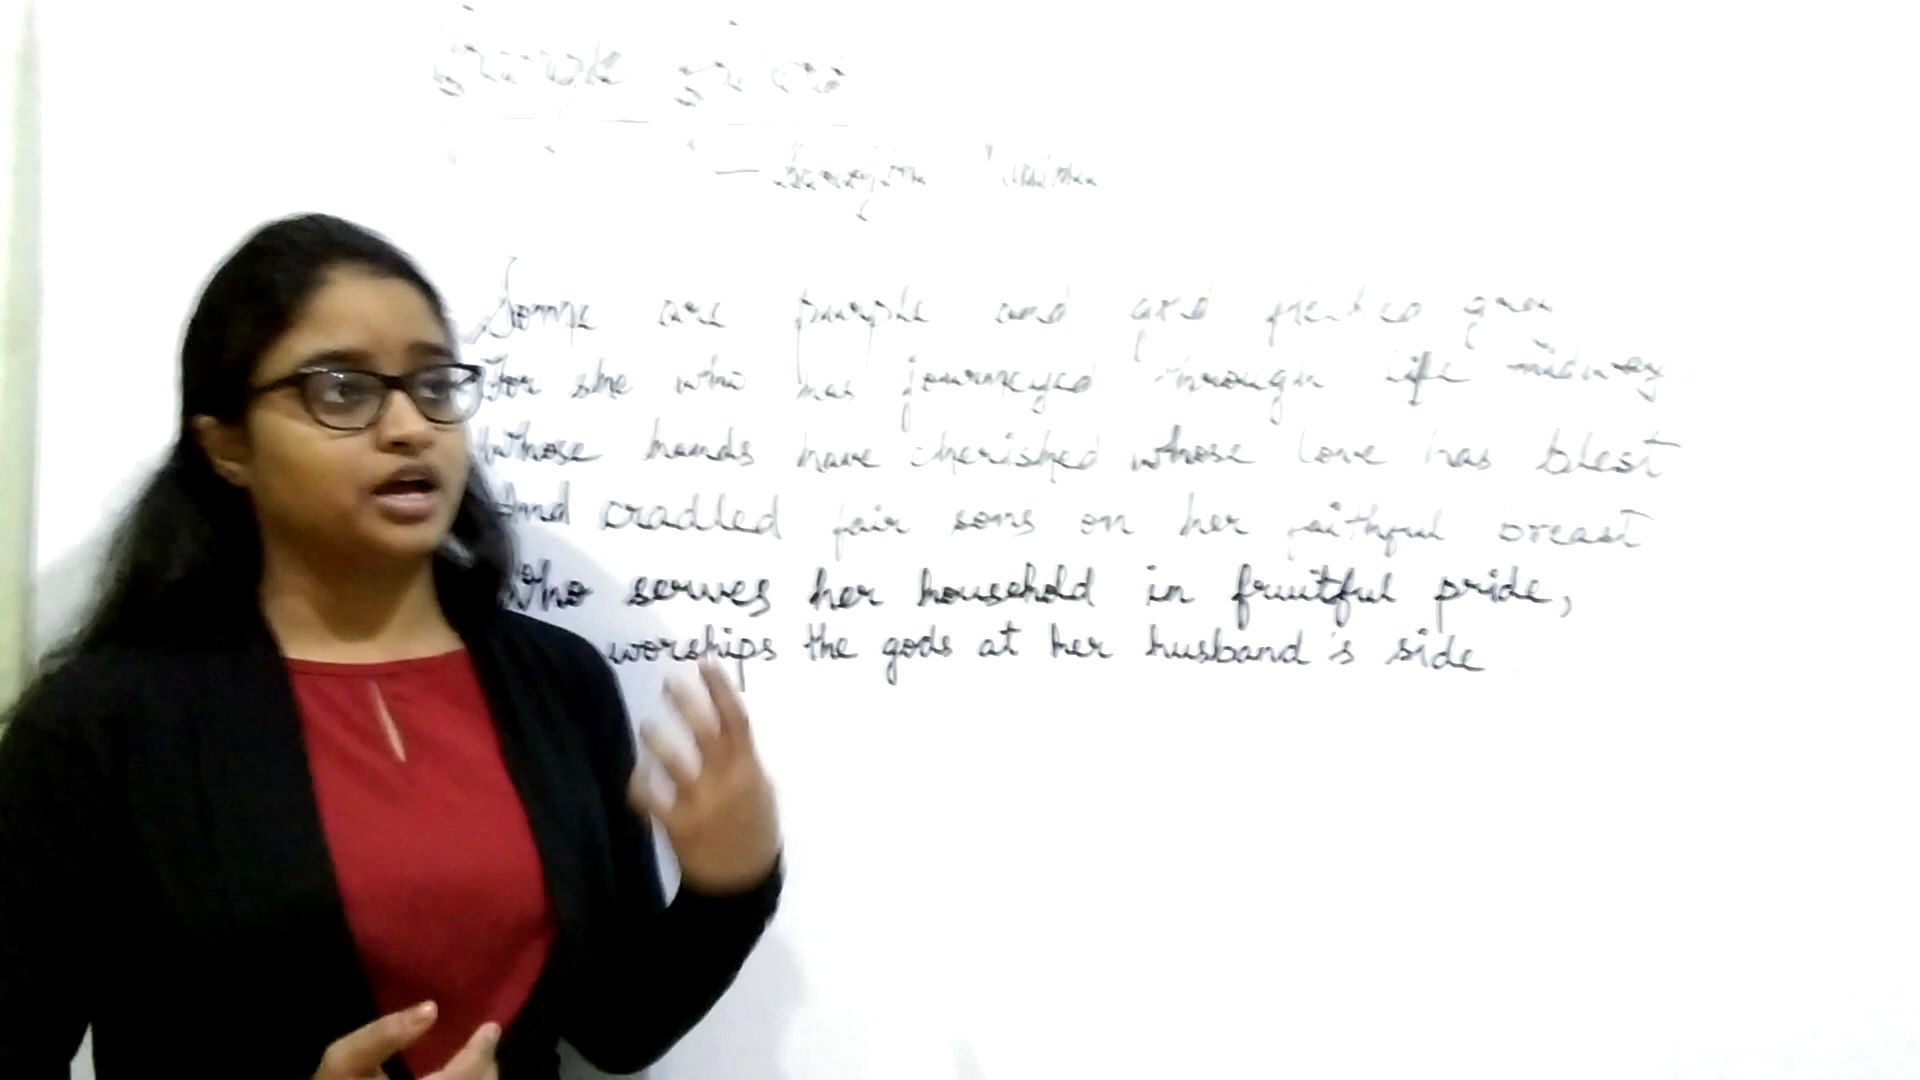 Some are purple and gold flecked grey
For she who has journeyed through life midway
Whose hands have cherished whose love has blest
And cradled fair sons on her faithful breast
Who serves her household in fruitful pride,
worships the gods at her husband's side